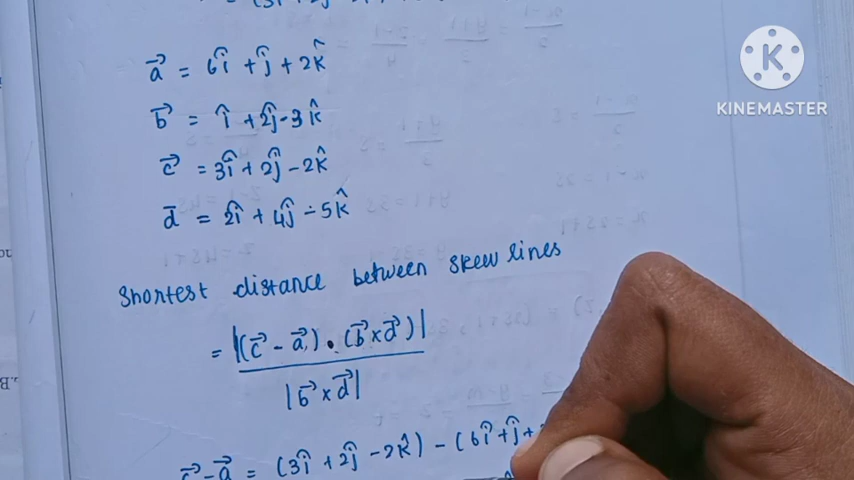 KINEMASTER
a⃗ = 6î + ĵ + 2k̂
b⃗ = î + 2ĵ - 3k̂
c⃗ = 3î + 2ĵ - 2k̂
d⃗ = 2î + 4ĵ - 5k̂
shortest distance between skew lines
= |(c⃗ - a⃗) . (b⃗ × d⃗)|
|b⃗ × d⃗|
c⃗ - a⃗ = (3î + 2ĵ - 2k̂) - (6î + ĵ +